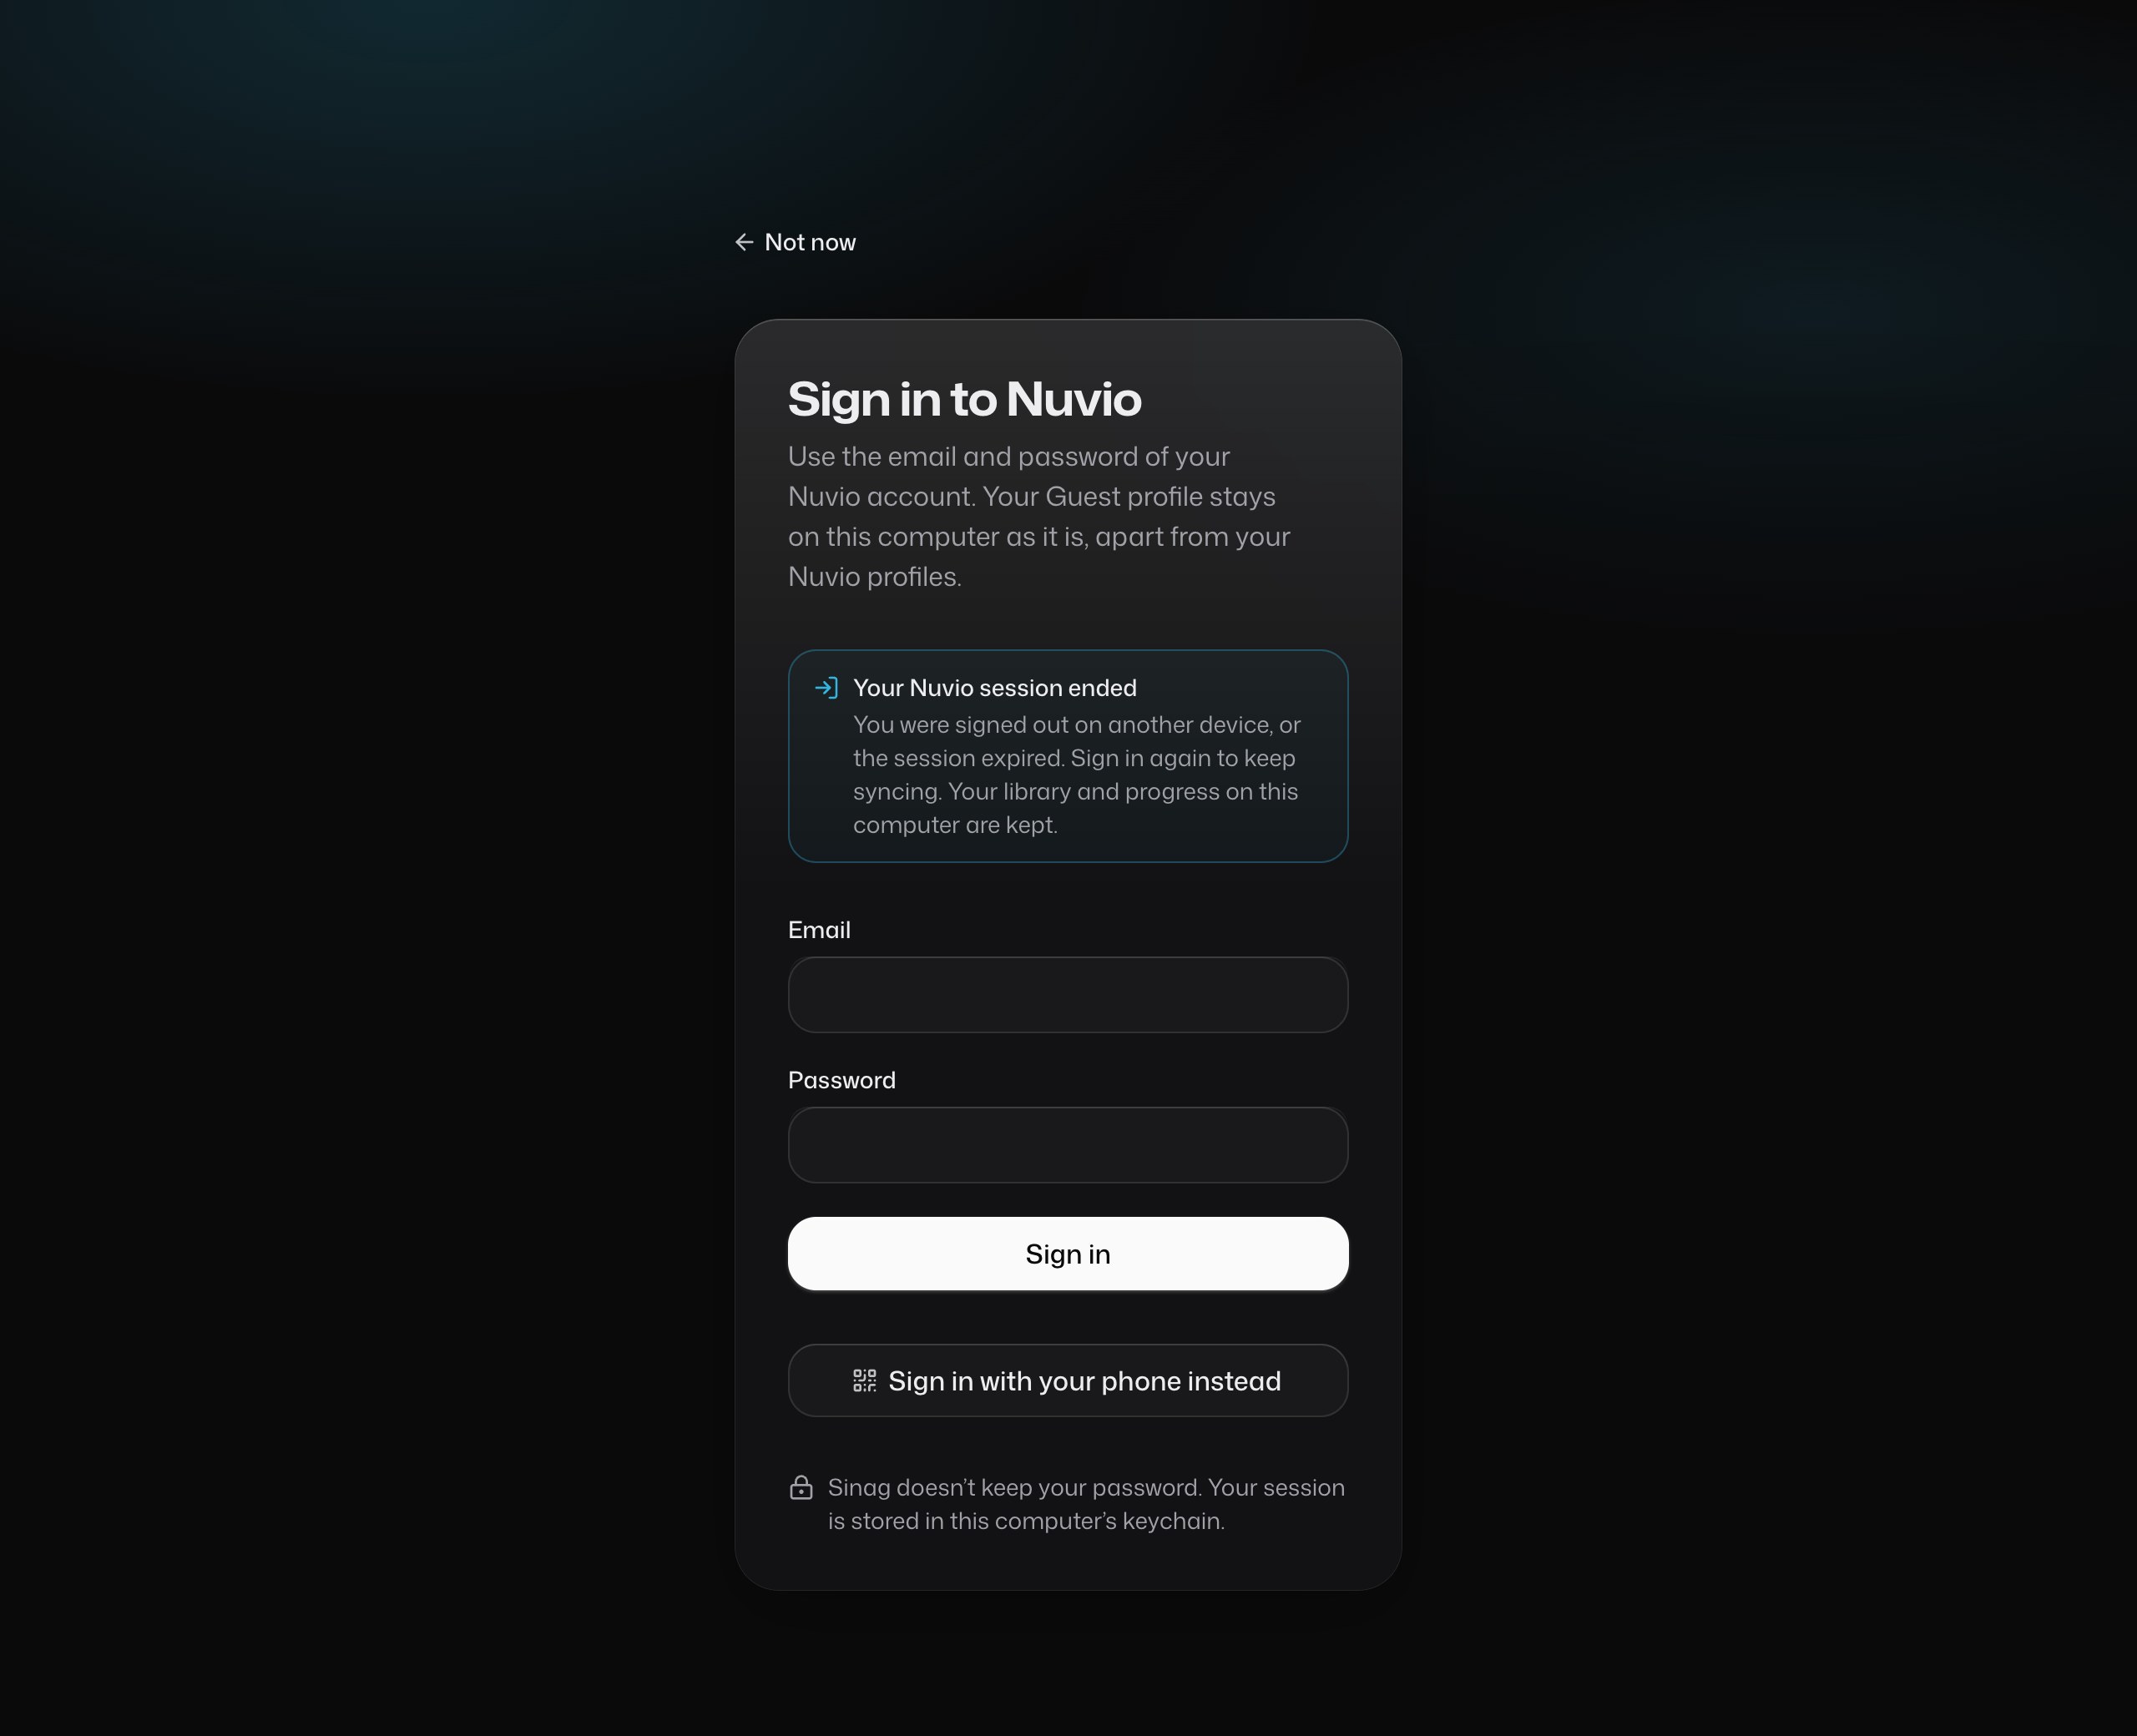 Not now
Sign in to Nuvio
Use the email and password of your
Nuvio account. Your Guest profile stays
on this computer as it is, apart from your
Nuvio profiles.
Your Nuvio session ended
You were signed out on another device, or
the session expired. Sign in again to keep
syncing. Your library and progress on this
computer are kept.
Email
Password
Sign in
Sign in with your phone instead
Sinag doesn’t keep your password. Your session
is stored in this computer’s keychain.